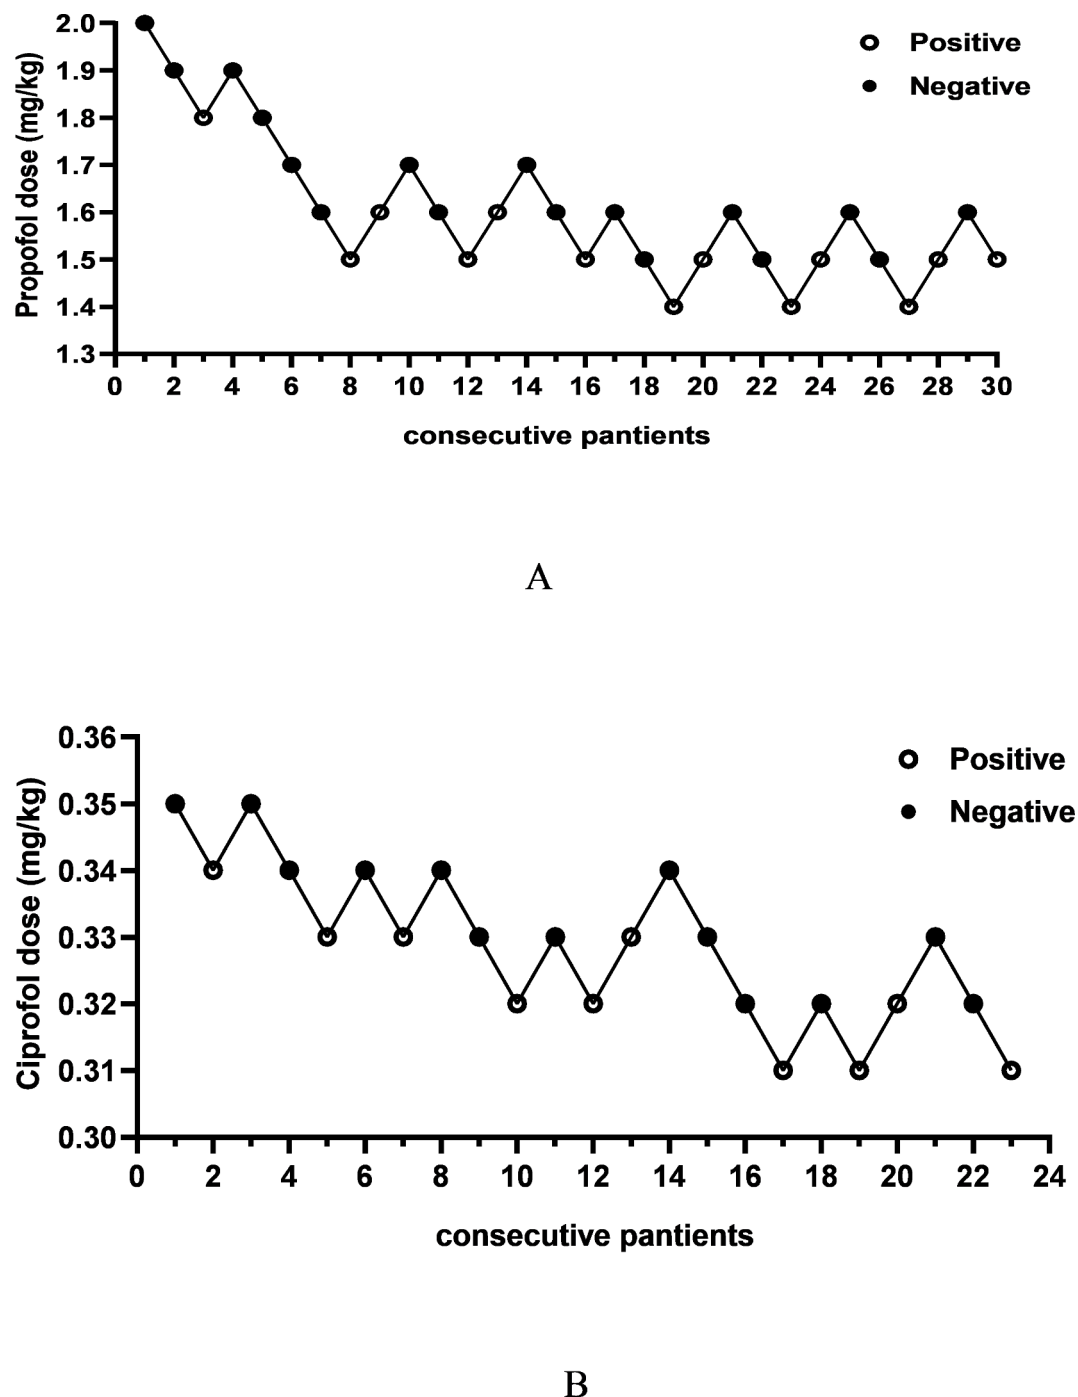 Propofol dose (mg/kg)
2.0
1.9
1.8
1.7
1.6
1.5
1.4
1.3
0 2 4 6 8 10 12 14 16 18 20 22 24 26 28 30
consecutive pantients
Positive
Negative
A
Ciprofol dose (mg/kg)
0.36
0.35
0.34
0.33
0.32
0.31
0.30
0 2 4 6 8 10 12 14 16 18 20 22 24
consecutive pantients
Positive
Negative
B